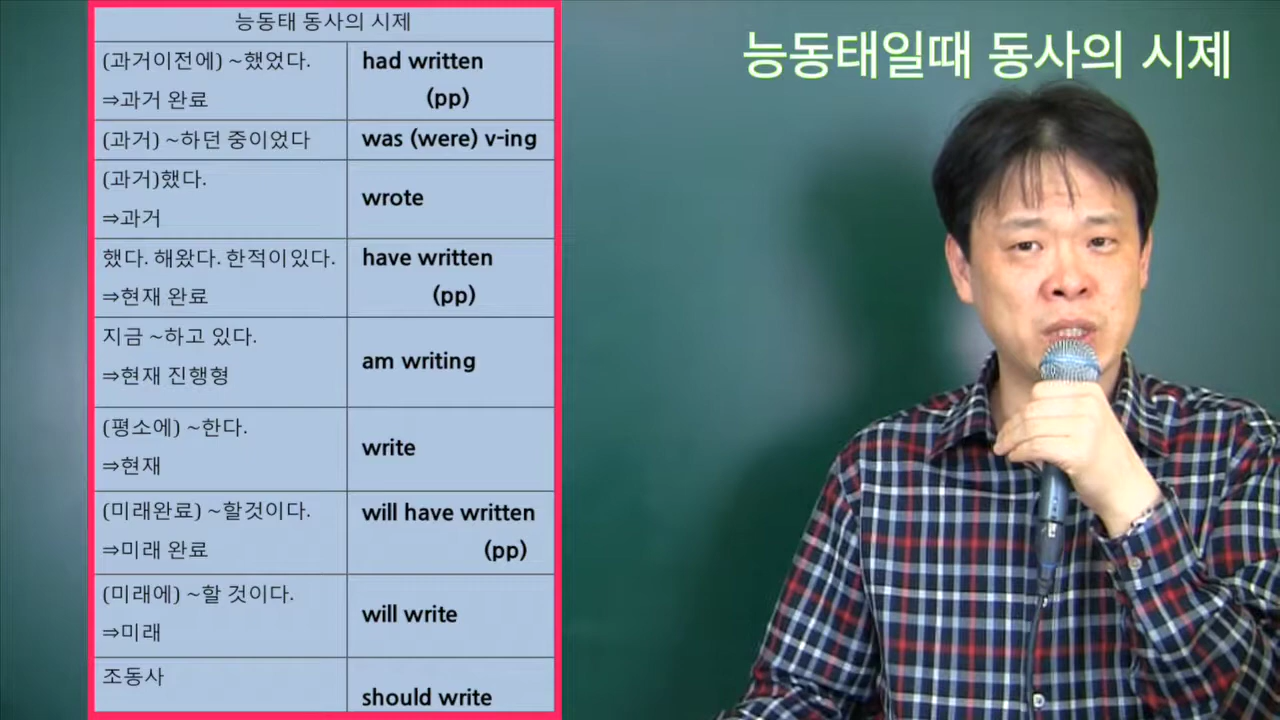 능동태 동사의 시제
(과거이전에) ~했었다.
⇒과거 완료
had written
(pp)
(과거) ~하던 중이었다
was (were) v-ing
(과거)했다.
⇒과거
wrote
했다. 해왔다. 한적이있다.
⇒현재 완료
have written
(pp)
지금 ~하고 있다.
⇒현재 진행형
am writing
(평소에) ~한다.
⇒현재
write
(미래완료) ~할것이다.
⇒미래 완료
will have written
(pp)
(미래에) ~할 것이다.
⇒미래
will write
조동사
should write
능동태일때 동사의 시제